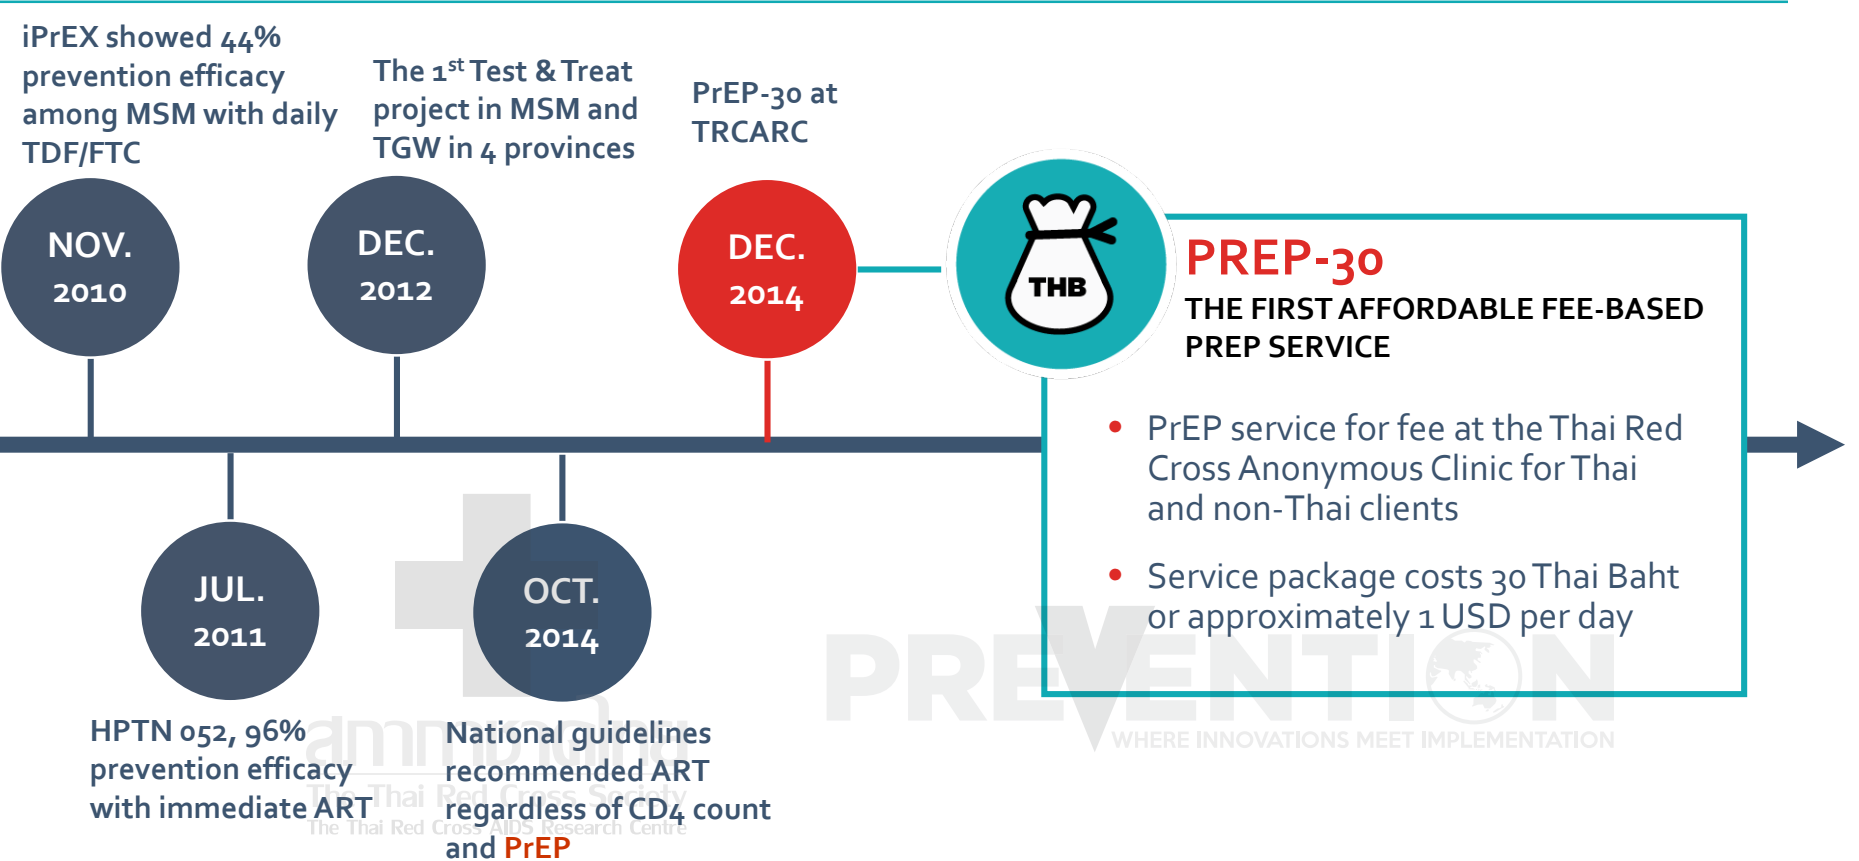 iPrEX showed 44%
prevention efficacy
among MSM with daily
TDF/FTC
NOV.
2010
The 1st Test & Treat
project in MSM and
TGW in 4 provinces
DEC.
2012
PrEP-30 at
TRCARC
DEC.
2014
THB
PREP-30
THE FIRST AFFORDABLE FEE-BASED
PREP SERVICE
• PrEP service for fee at the Thai Red
Cross Anonymous Clinic for Thai
and non-Thai clients
• Service package costs 30 Thai Baht
or approximately 1 USD per day
JUL.
2011
HPTN 052, 96%
prevention efficacy
with immediate ART
OCT.
2014
National guidelines
recommended ART
regardless of CD4 count
and PrEP
The Thai Red Cross Society
The Thai Red Cross AIDS Research Centre
PREVENTION
WHERE INNOVATIONS MEET IMPLEMENTATION